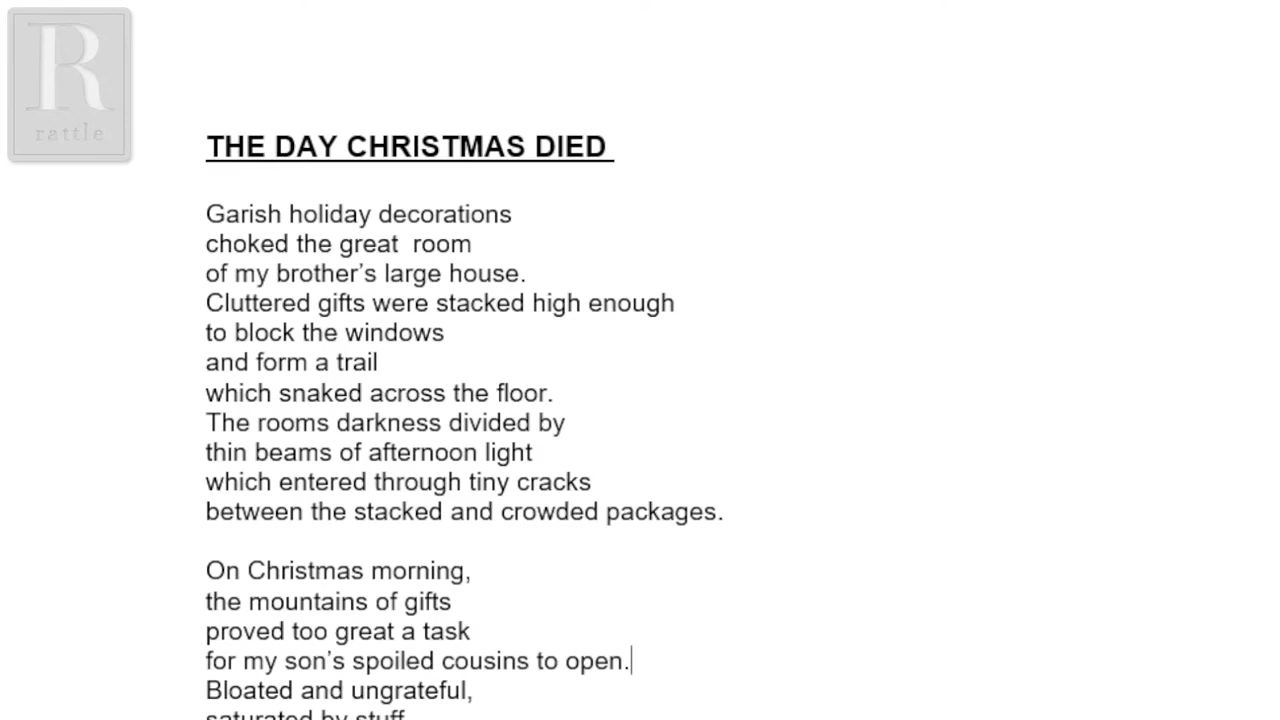 R
rattle
THE DAY CHRISTMAS DIED
Garish holiday decorations
choked the great  room
of my brother’s large house.
Cluttered gifts were stacked high enough
to block the windows
and form a trail
which snaked across the floor.
The rooms darkness divided by
thin beams of afternoon light
which entered through tiny cracks
between the stacked and crowded packages.
On Christmas morning,
the mountains of gifts
proved too great a task
for my son’s spoiled cousins to open.
Bloated and ungrateful,
saturated by stuff